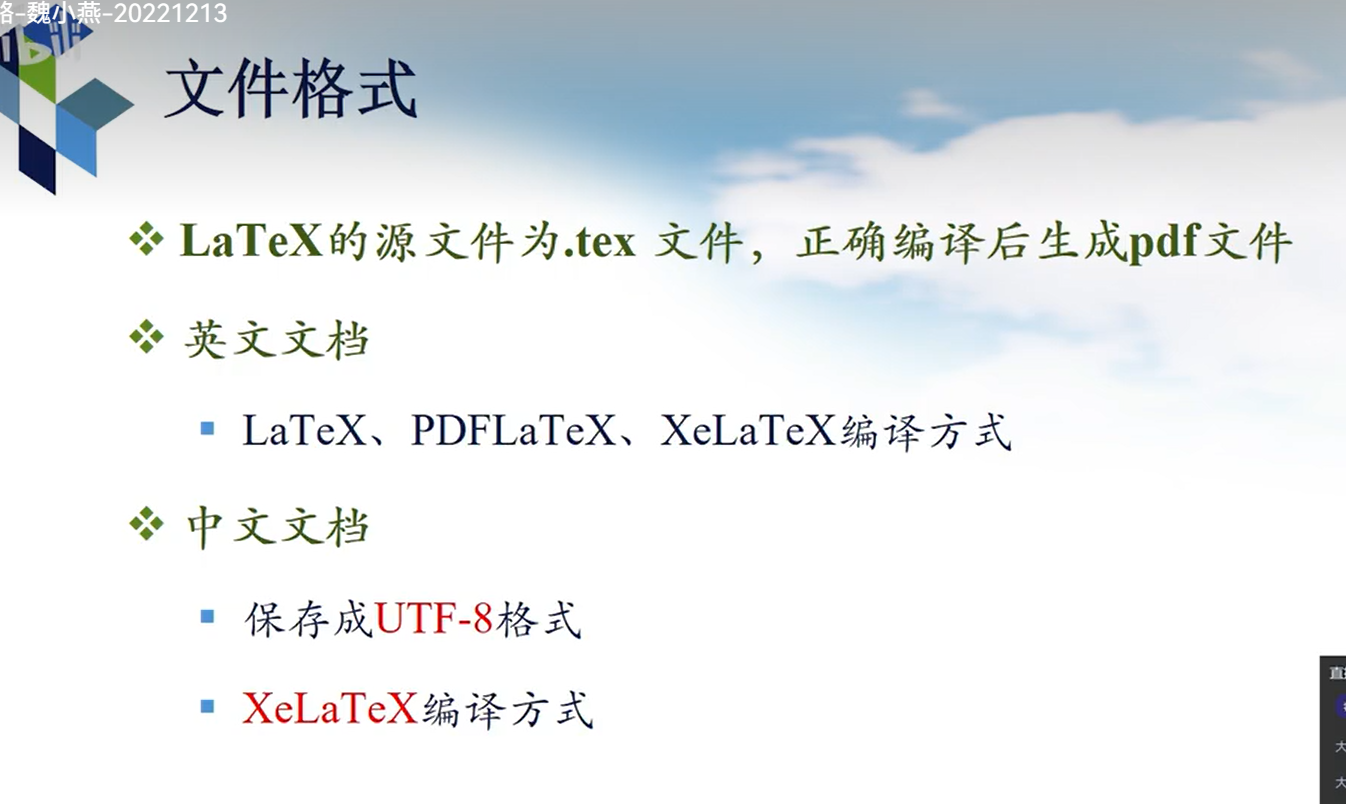 -魏小燕-20221213
文件格式
LaTeX的源文件为.tex 文件，正确编译后生成pdf文件
英文文档
LaTeX、PDFLaTeX、XeLaTeX编译方式
中文文档
保存成UTF-8格式
XeLaTeX编译方式
直
大
大